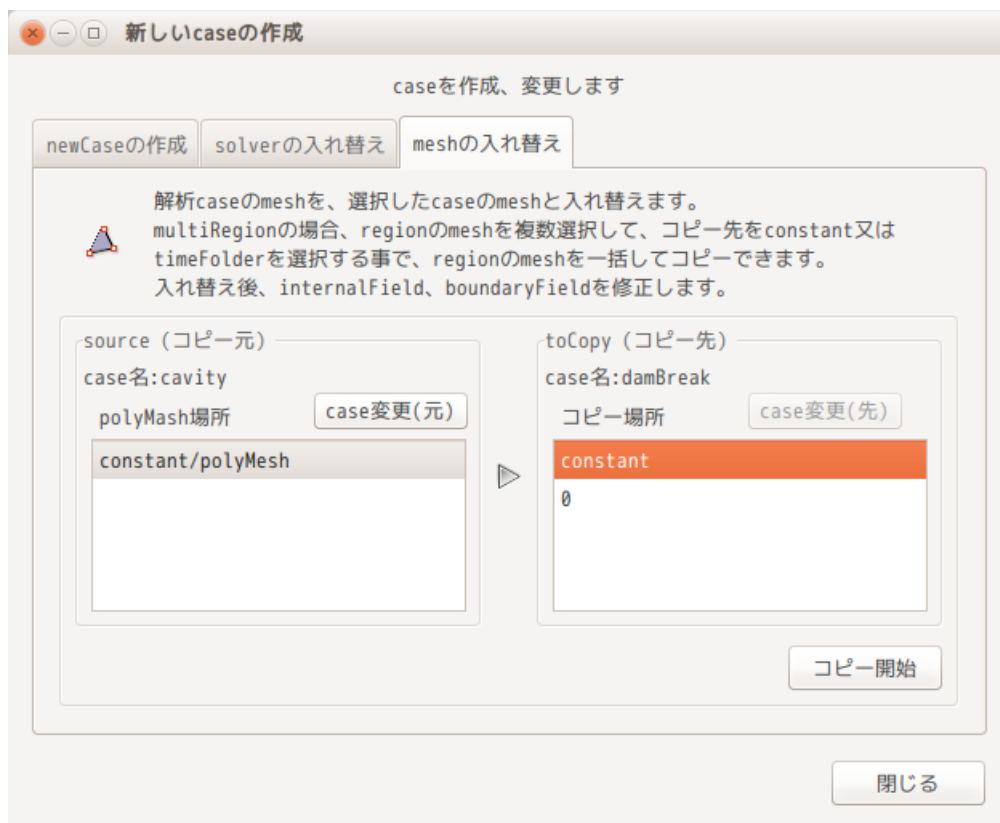 新しいcaseの作成
caseを作成、変更します
newCaseの作成
solverの入れ替え
meshの入れ替え
解析caseのmeshを、選択したcaseのmeshと入れ替えます。
multiRegionの場合、regionのmeshを複数選択して、コピー先をconstant又は
timeFolderを選択する事で、regionのmeshを一括してコピーできます。
入れ替え後、internalField、boundaryFieldを修正します。
source (コピー元)
case名:cavity
polyMash場所
case変更(元)
constant/polyMesh
toCopy (コピー先)
case名:damBreak
コピー場所
case変更(先)
constant
0
コピー開始
閉じる